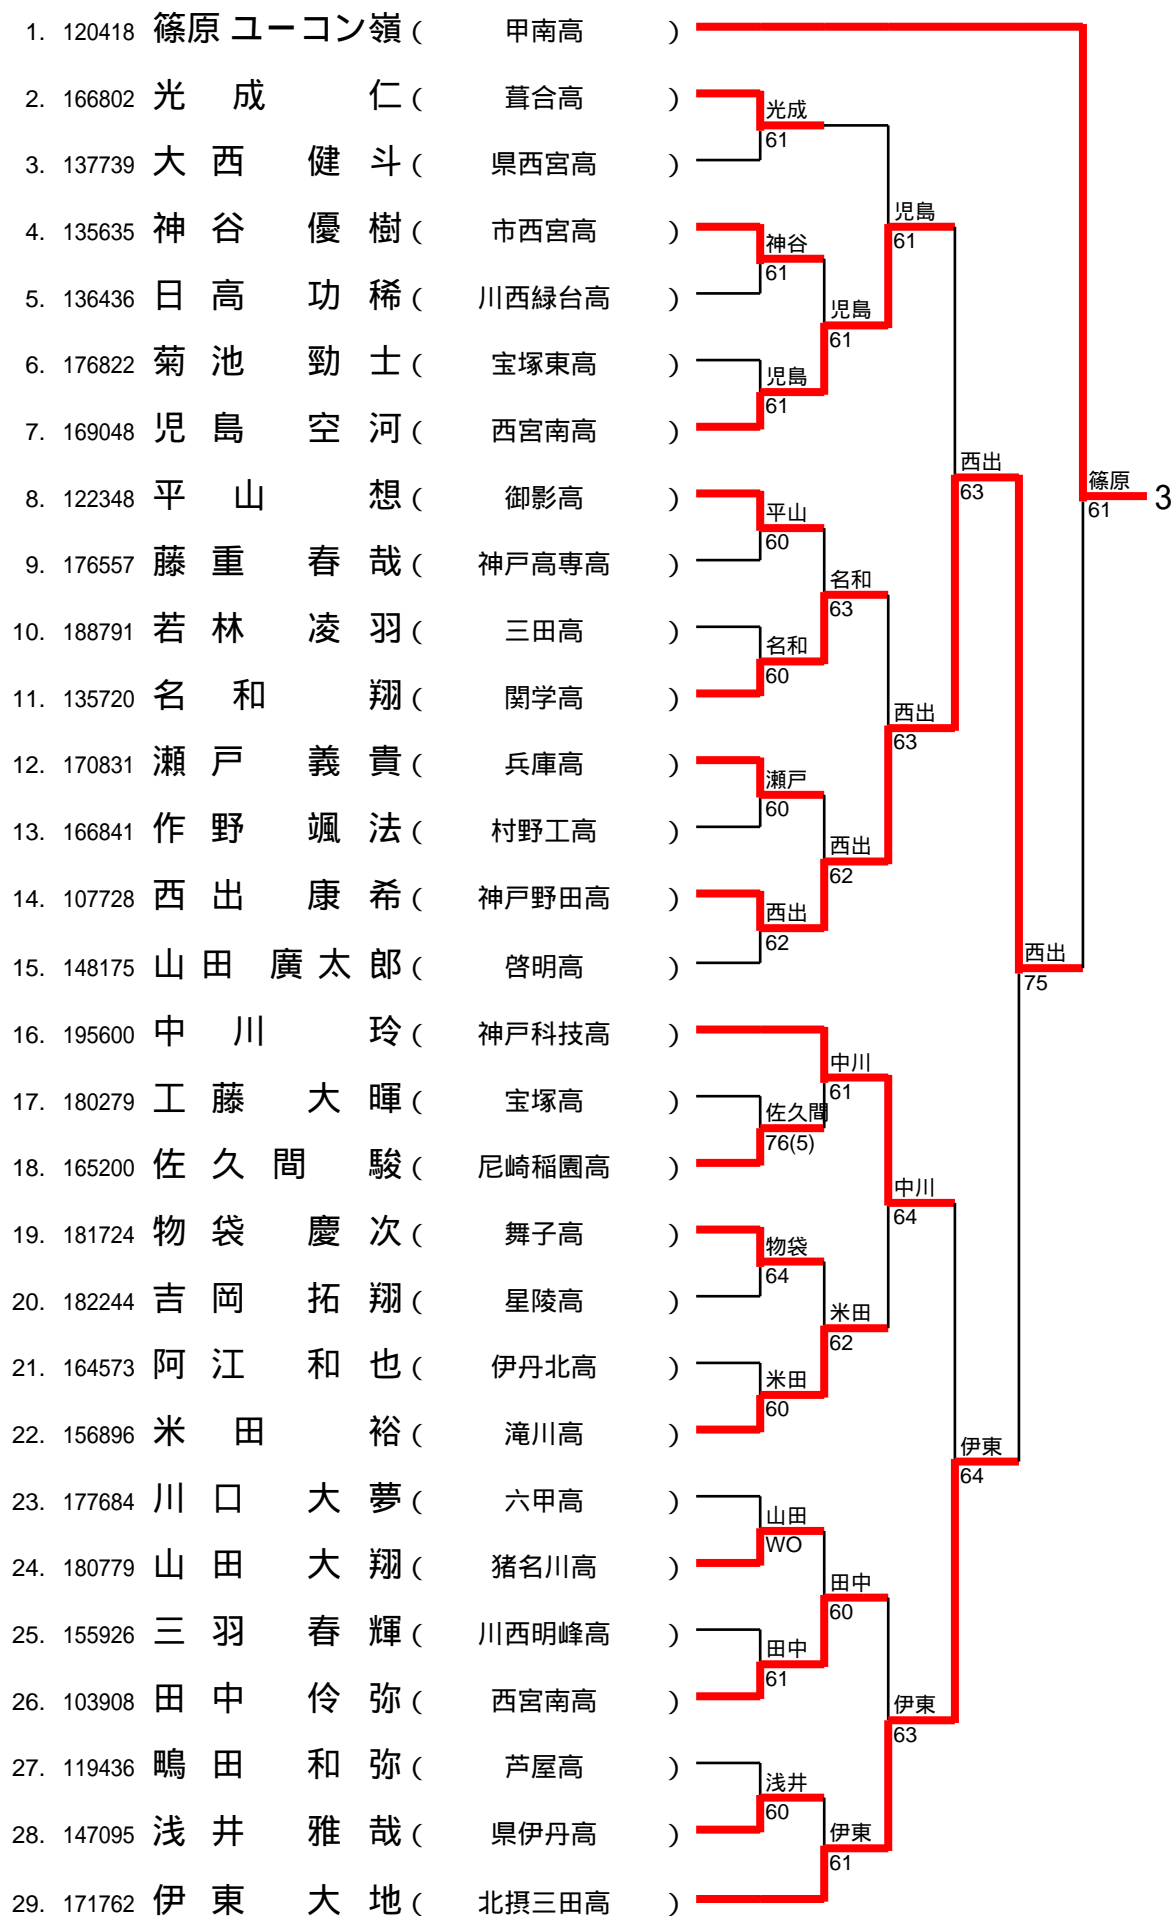 1. 120418 篠原 ユーコン嶺 ( 甲南高 )
2. 166802 光成 仁 ( 葺合高 )
光成
61
3. 137739 大西 健斗 ( 県西宮高 )
4. 135635 神谷 優樹 ( 市西宮高 )
児島
61
神谷
61
5. 136436 日高 功稀 ( 川西緑台高 )
児島
61
6. 176822 菊池 勁士 ( 宝塚東高 )
児島
61
7. 169048 児島 空河 ( 西宮南高 )
西出
63
篠原
61
3
8. 122348 平山 想 ( 御影高 )
平山
60
9. 176557 藤重 春哉 ( 神戸高専高 )
名和
63
10. 188791 若林 凌羽 ( 三田高 )
名和
60
11. 135720 名和 翔 ( 関学高 )
西出
63
12. 170831 瀬戸 義貴 ( 兵庫高 )
瀬戸
60
13. 166841 作野 颯法 ( 村野工高 )
西出
62
14. 107728 西出 康希 ( 神戸野田高 )
西出
62
15. 148175 山田 廣太郎 ( 啓明高 )
西出
75
16. 195600 中川 玲 ( 神戸科技高 )
中川
61
17. 180279 工藤 大暉 ( 宝塚高 )
佐久間
76(5)
18. 165200 佐久間 駿 ( 尼崎稲園高 )
中川
64
19. 181724 物袋 慶次 ( 舞子高 )
物袋
64
20. 182244 吉岡 拓翔 ( 星陵高 )
米田
62
21. 164573 阿江 和也 ( 伊丹北高 )
米田
60
22. 156896 米田 裕 ( 滝川高 )
伊東
64
23. 177684 川口 大夢 ( 六甲高 )
山田
WO
24. 180779 山田 大翔 ( 猪名川高 )
田中
60
25. 155926 三羽 春輝 ( 川西明峰高 )
田中
61
26. 103908 田中 伶弥 ( 西宮南高 )
伊東
63
27. 119436 鴫田 和弥 ( 芦屋高 )
浅井
60
28. 147095 浅井 雅哉 ( 県伊丹高 )
伊東
61
29. 171762 伊東 大地 ( 北摂三田高 )